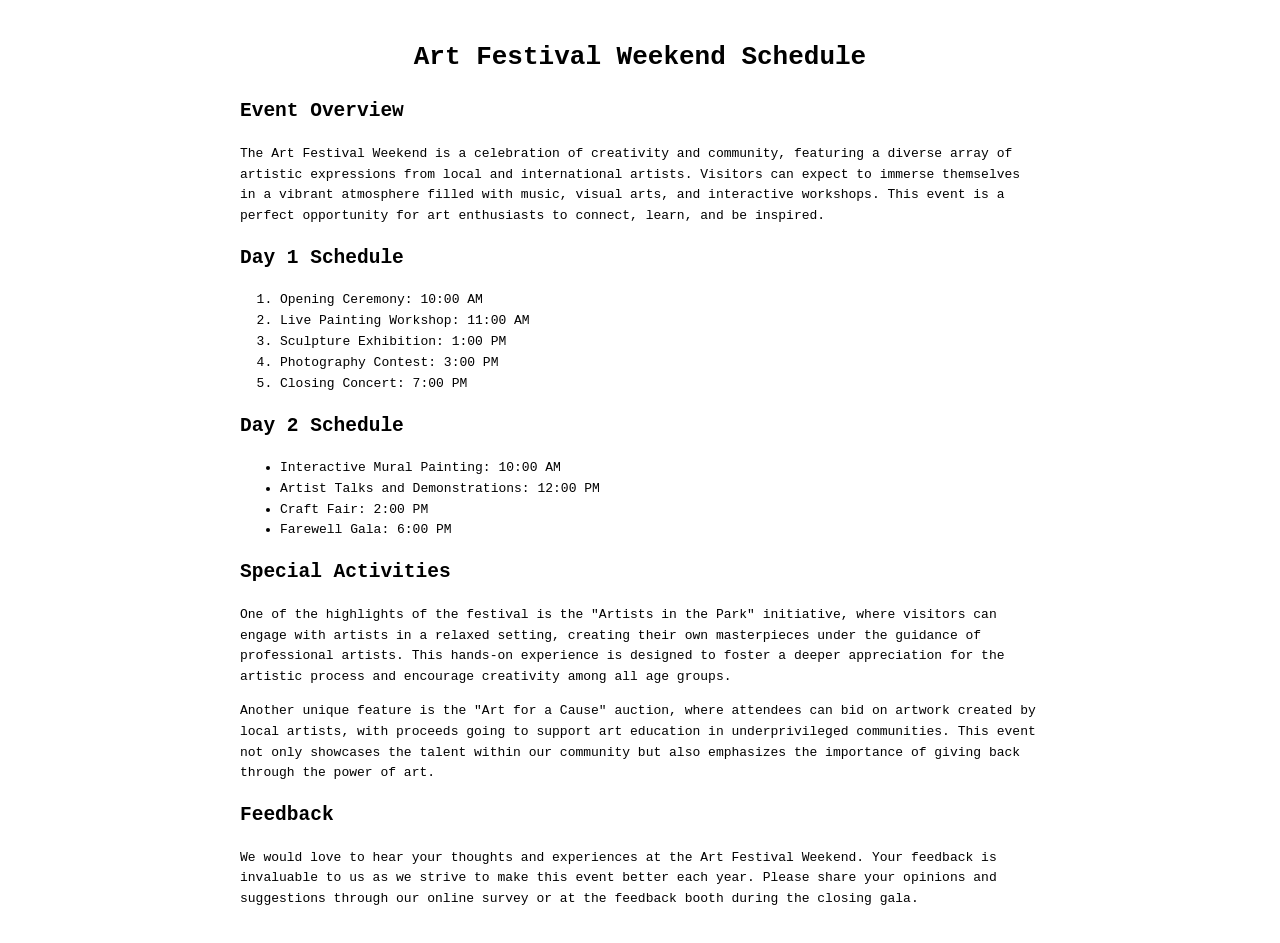 Art Festival Weekend Schedule
Event Overview
The Art Festival Weekend is a celebration of creativity and community, featuring a diverse array of
artistic expressions from local and international artists. Visitors can expect to immerse themselves
in a vibrant atmosphere filled with music, visual arts, and interactive workshops. This event is a
perfect opportunity for art enthusiasts to connect, learn, and be inspired.
Day 1 Schedule
1. Opening Ceremony: 10:00 AM
2. Live Painting Workshop: 11:00 AM
3. Sculpture Exhibition: 1:00 PM
4. Photography Contest: 3:00 PM
5. Closing Concert: 7:00 PM
Day 2 Schedule
• Interactive Mural Painting: 10:00 AM
• Artist Talks and Demonstrations: 12:00 PM
• Craft Fair: 2:00 PM
• Farewell Gala: 6:00 PM
Special Activities
One of the highlights of the festival is the "Artists in the Park" initiative, where visitors can
engage with artists in a relaxed setting, creating their own masterpieces under the guidance of
professional artists. This hands-on experience is designed to foster a deeper appreciation for the
artistic process and encourage creativity among all age groups.
Another unique feature is the "Art for a Cause" auction, where attendees can bid on artwork created by
local artists, with proceeds going to support art education in underprivileged communities. This event
not only showcases the talent within our community but also emphasizes the importance of giving back
through the power of art.
Feedback
We would love to hear your thoughts and experiences at the Art Festival Weekend. Your feedback is
invaluable to us as we strive to make this event better each year. Please share your opinions and
suggestions through our online survey or at the feedback booth during the closing gala.